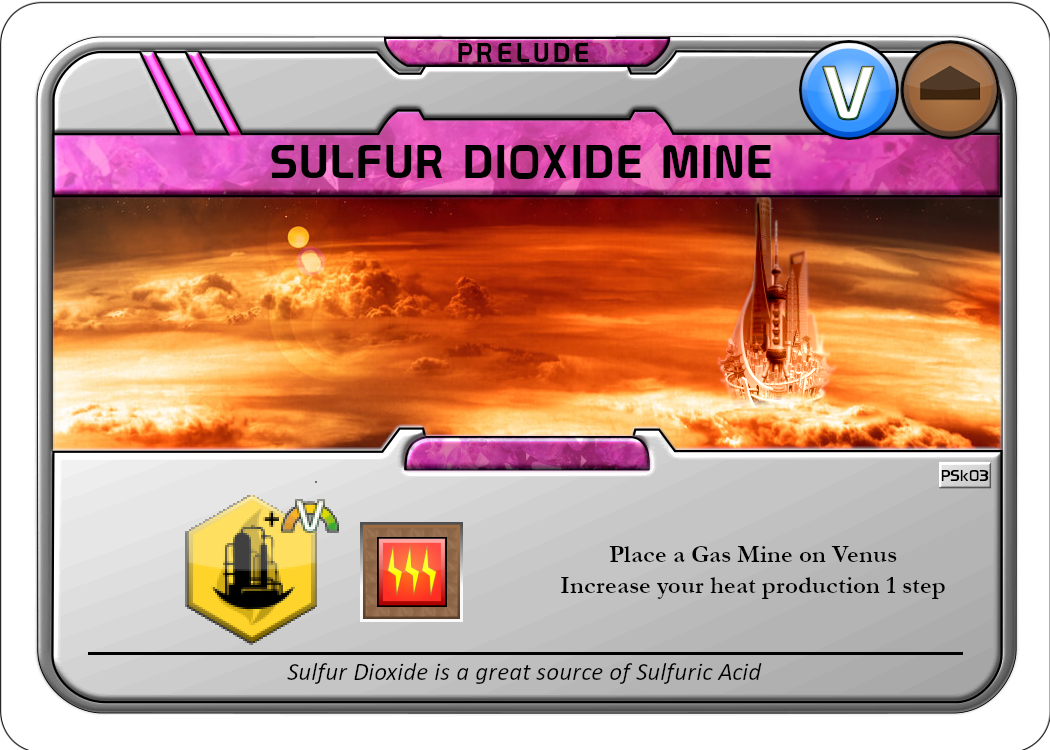 PRELUDE
V
SULFUR DIOXIDE MINE
PSk03
+ V
Place a Gas Mine on Venus
Increase your heat production 1 step
Sulfur Dioxide is a great source of Sulfuric Acid